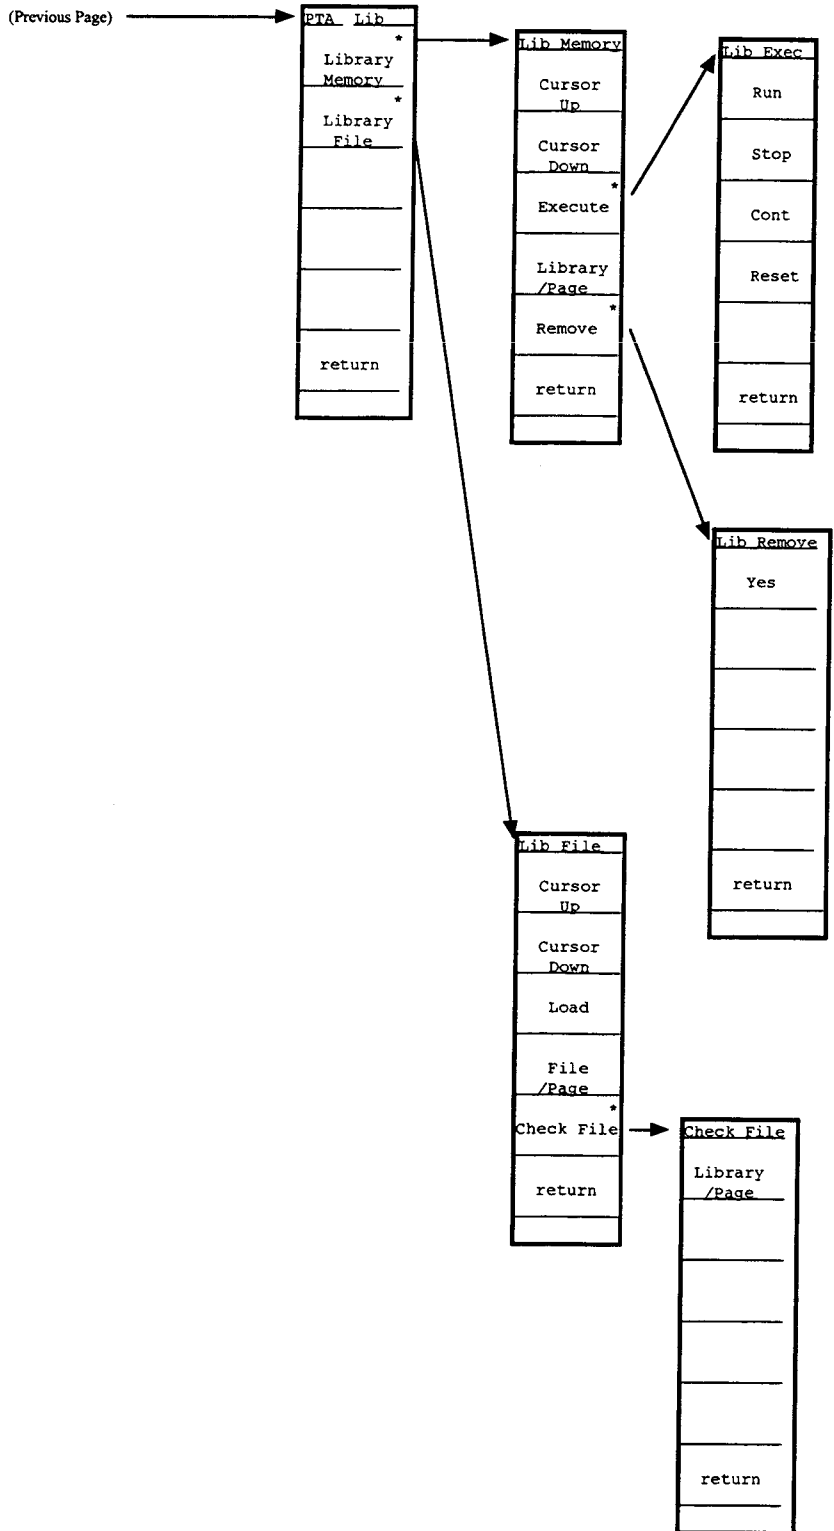 (Previous Page)
PTA Lib
*
Library
Memory
*
Library
File
return
Lib Memory
Cursor
Up
Cursor
Down
*
Execute
Library
/Page
*
Remove
return
Lib Exec
Run
Stop
Cont
Reset
return
Lib Remove
Yes
return
Lib File
Cursor
Up
Cursor
Down
Load
File
/Page
*
Check File
return
Check File
Library
/Page
return